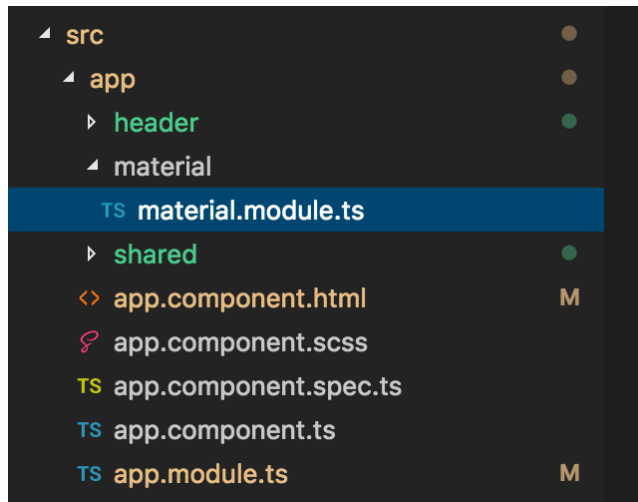 src
app
header
material
TS material.module.ts
shared
<> app.component.html M
app.component.scss
TS app.component.spec.ts
TS app.component.ts
TS app.module.ts M